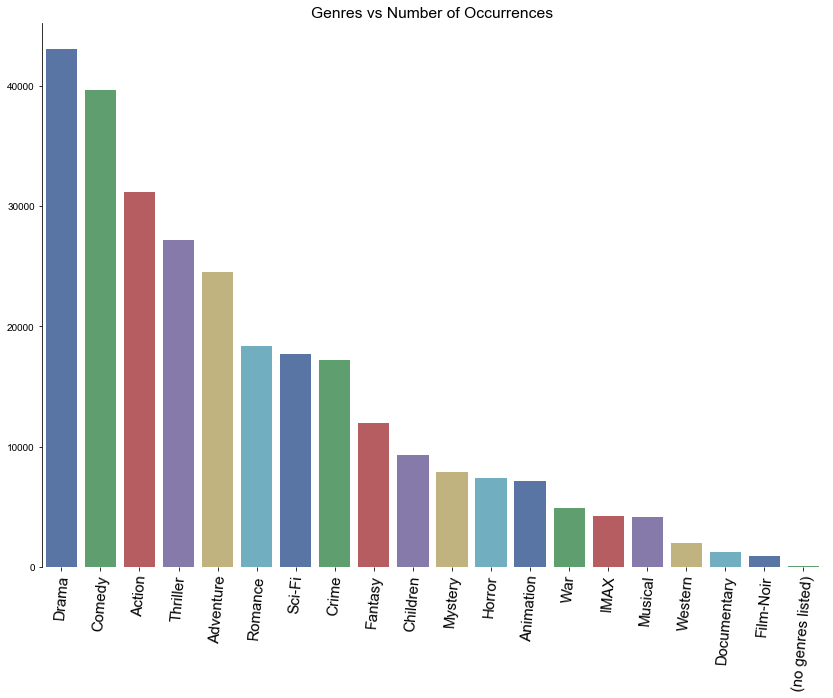 Genres vs Number of Occurrences
40000
30000
20000
10000
0
Drama
Comedy
Action
Thriller
Adventure
Romance
Sci-Fi
Crime
Fantasy
Children
Mystery
Horror
Animation
War
IMAX
Musical
Western
Documentary
Film-Noir
(no genres listed)